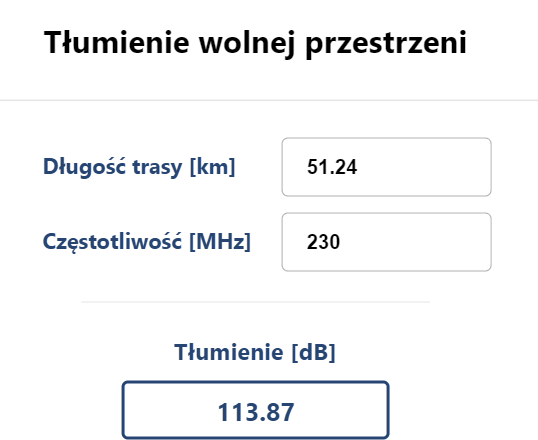 Tłumienie wolnej przestrzeni
Długość trasy [km] 51.24
Częstotliwość [MHz] 230
Tłumienie [dB]
113.87